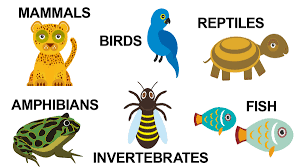 MAMMALS
BIRDS
REPTILES
AMPHIBIANS
INVERTEBRATES
FISH